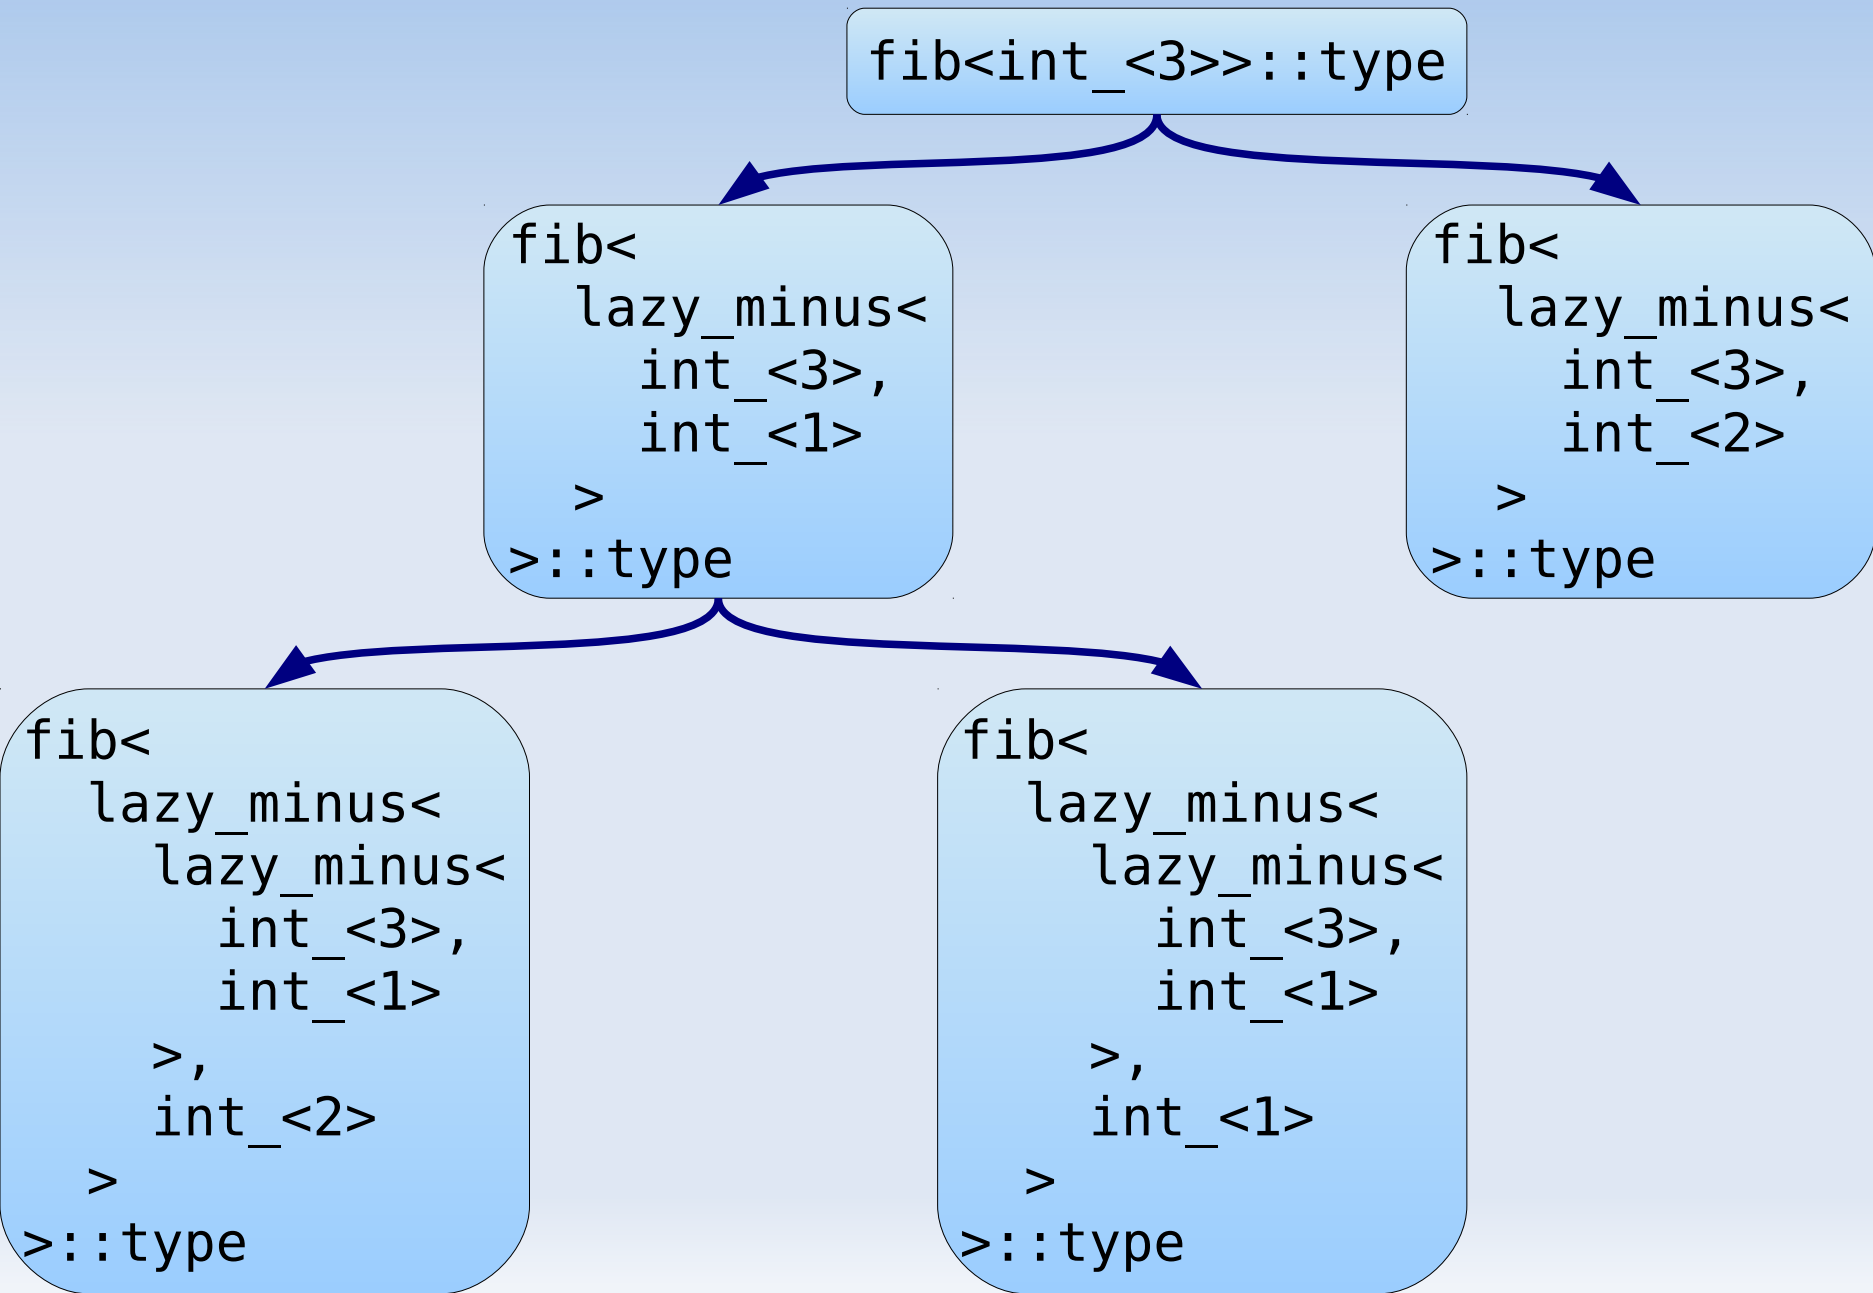 fib<int_<3>>::type
fib<
  lazy_minus<
    int_<3>,
    int_<1>
  >
>::type
fib<
  lazy_minus<
    int_<3>,
    int_<2>
  >
>::type
fib<
  lazy_minus<
    lazy_minus<
      int_<3>,
      int_<1>
    >,
    int_<2>
  >
>::type
fib<
  lazy_minus<
    lazy_minus<
      int_<3>,
      int_<1>
    >,
    int_<1>
  >
>::type